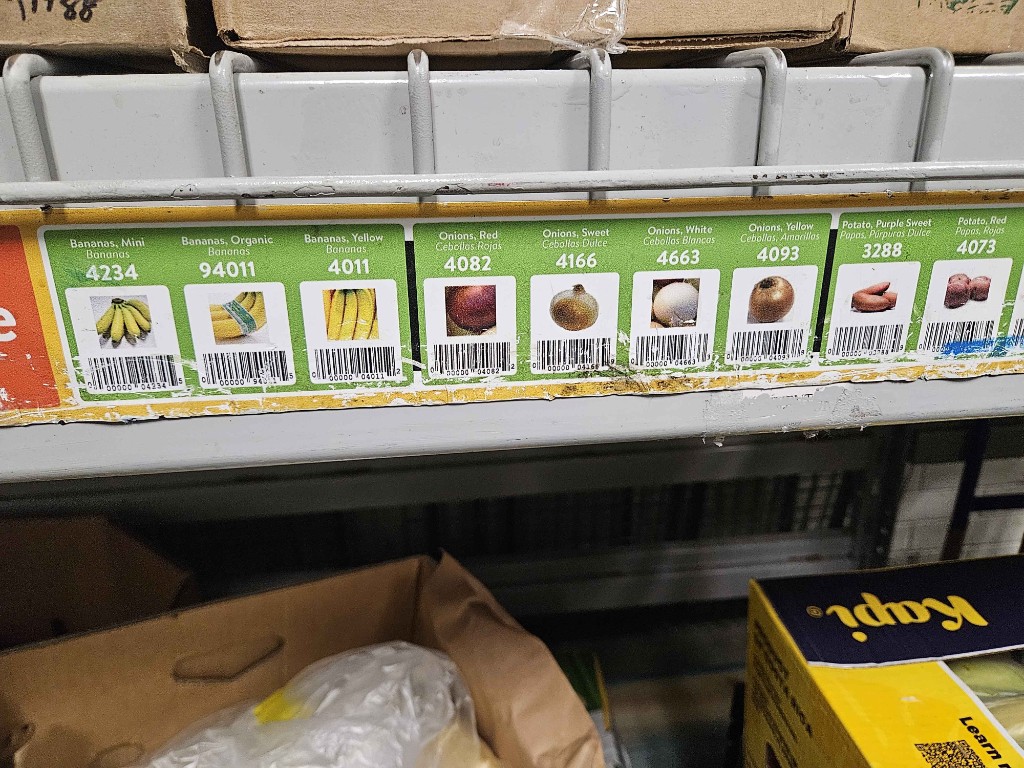 e
Bananas, Mini
Bananas
4234
Bananas, Organic
Bananas
94011
Bananas, Yellow
Bananas
4011
Onions, Red
Cebollas Rojas
4082
Onions, Sweet
Cebollas Dulce
4166
Onions, White
Cebollas Blancas
4663
Onions, Yellow
Cebollas, Amarillas
4093
Potato, Purple Sweet
Papas, Púrpuras Dulce
3288
Potato, Red
Papas, Rojas
4073
Kapi®
Learn